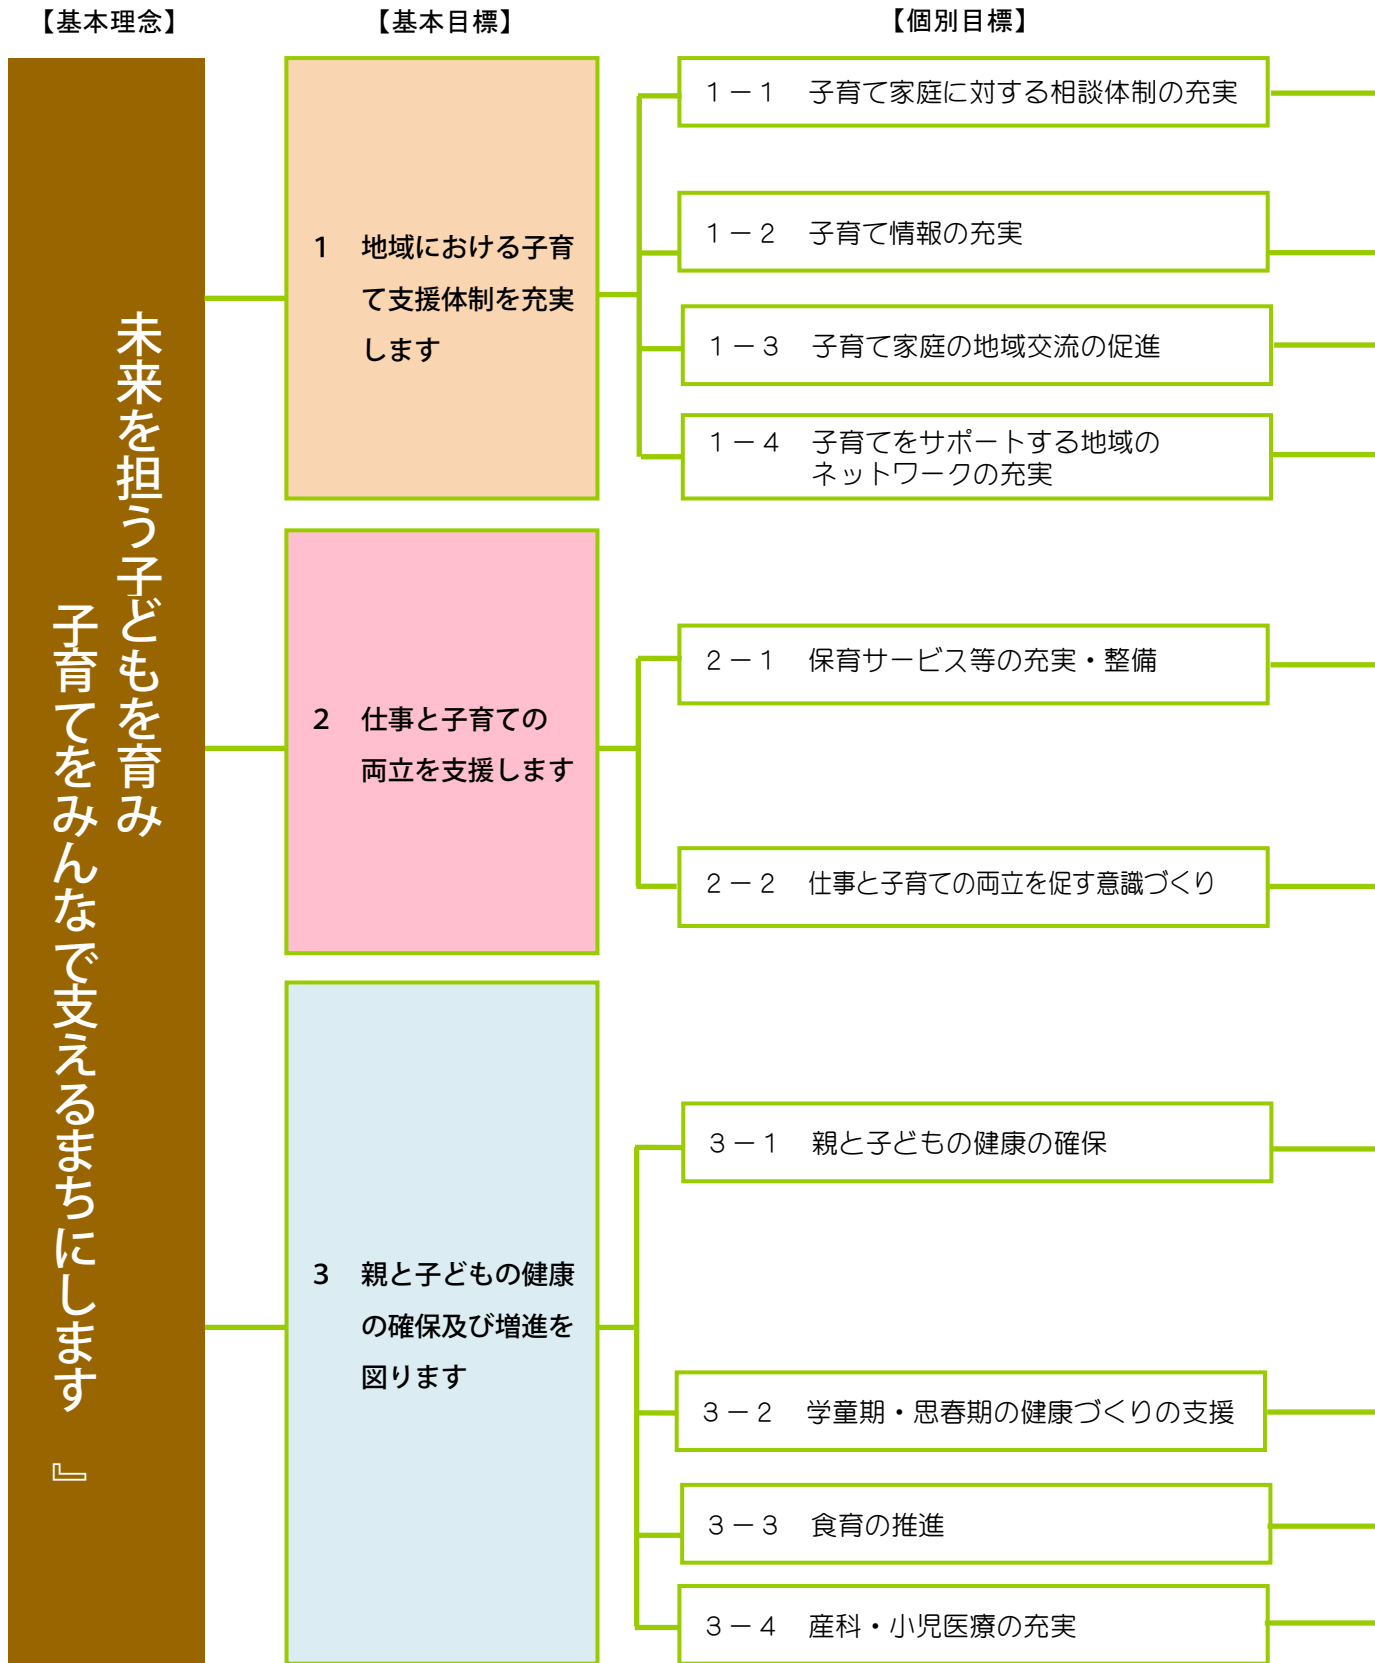 【基本理念】
【基本目標】
【個別目標】
未来を担う子どもを育み
子育てをみんなで支えるまちにします 』
1 地域における子育
て支援体制を充実
します
1－1 子育て家庭に対する相談体制の充実
1－2 子育て情報の充実
1－3 子育て家庭の地域交流の促進
1－4 子育てをサポートする地域の
ネットワークの充実
2 仕事と子育ての
両立を支援します
2－1 保育サービス等の充実・整備
2－2 仕事と子育ての両立を促す意識づくり
3 親と子どもの健康
の確保及び増進を
図ります
3－1 親と子どもの健康の確保
3－2 学童期・思春期の健康づくりの支援
3－3 食育の推進
3－4 産科・小児医療の充実